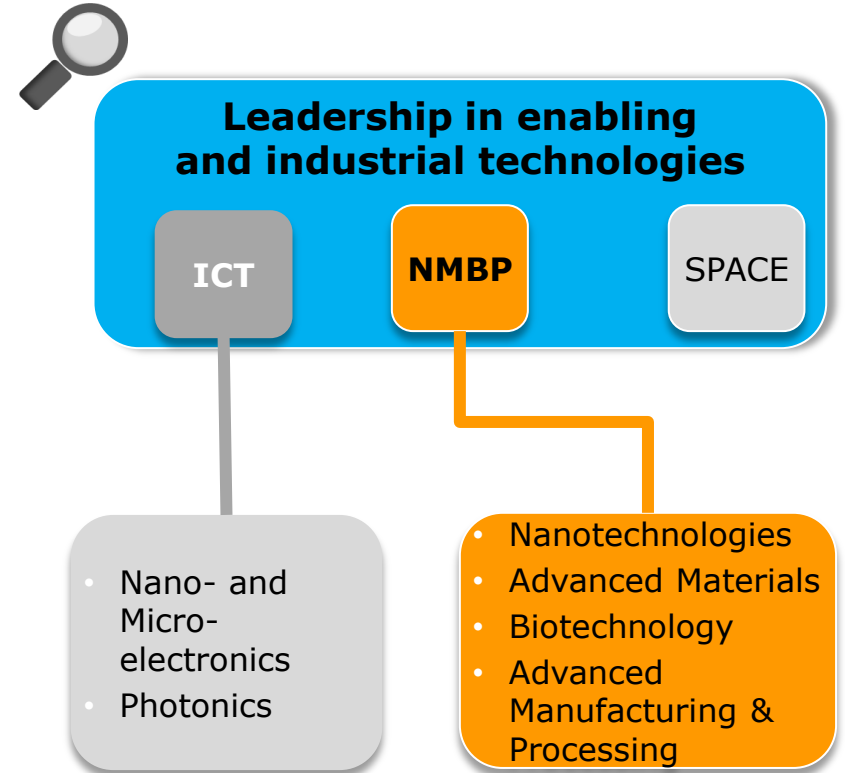 Leadership in enabling
and industrial technologies
ICT
NMBP
SPACE
• Nano- and
Micro-
electronics
• Photonics
• Nanotechnologies
• Advanced Materials
• Biotechnology
• Advanced
Manufacturing &
Processing